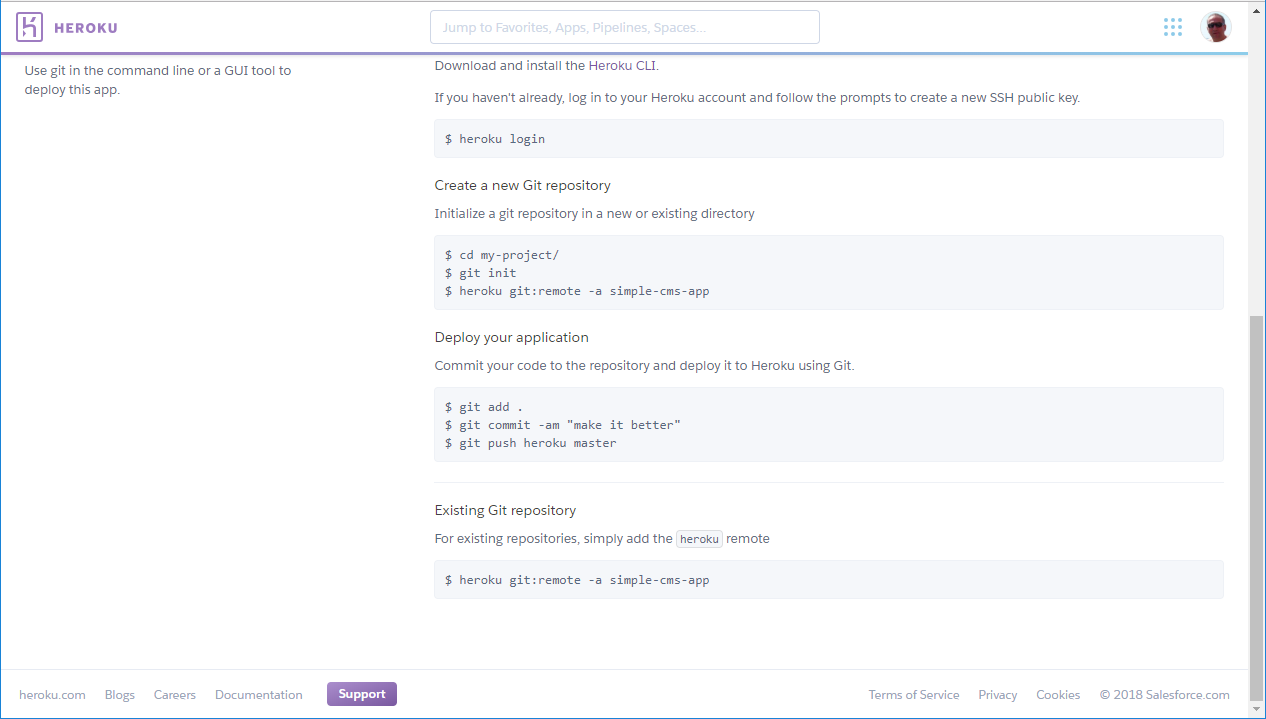 HEROKU
Jump to Favorites, Apps, Pipelines, Spaces...
Use git in the command line or a GUI tool to
deploy this app.
Download and install the Heroku CLI.
If you haven't already, log in to your Heroku account and follow the prompts to create a new SSH public key.
$ heroku login
Create a new Git repository
Initialize a git repository in a new or existing directory
$ cd my-project/
$ git init
$ heroku git:remote -a simple-cms-app
Deploy your application
Commit your code to the repository and deploy it to Heroku using Git.
$ git add .
$ git commit -am "make it better"
$ git push heroku master
Existing Git repository
For existing repositories, simply add the heroku remote
$ heroku git:remote -a simple-cms-app
heroku.com Blogs Careers Documentation Support Terms of Service Privacy Cookies © 2018 Salesforce.com